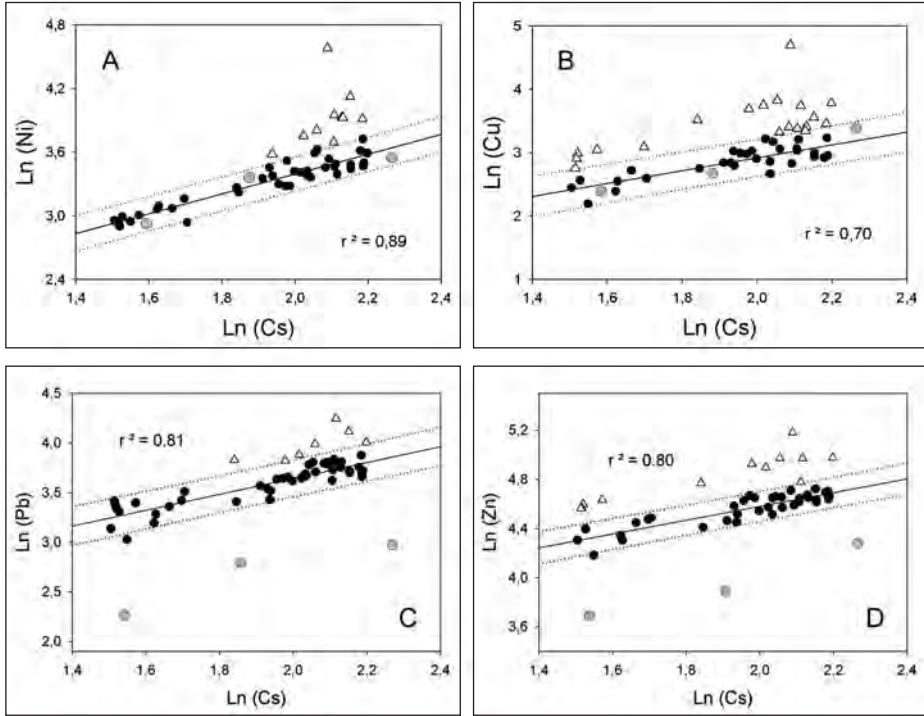 A
Ln (Ni)
4,8
4,2
3,6
3,0
2,4
r ² = 0,89
1,4 1,6 1,8 2,0 2,2 2,4
Ln (Cs)
B
Ln (Cu)
5
4
3
2
1
r ² = 0,70
1,4 1,6 1,8 2,0 2,2 2,4
Ln (Cs)
C
Ln (Pb)
4,5
4,0
3,5
3,0
2,5
2,0
r ² = 0.81
1,4 1,6 1,8 2,0 2,2 2,4
Ln (Cs)
D
Ln (Zn)
5,2
4,8
4,4
4,0
3,6
r ² = 0.80
1,4 1,6 1,8 2,0 2,2 2,4
Ln (Cs)